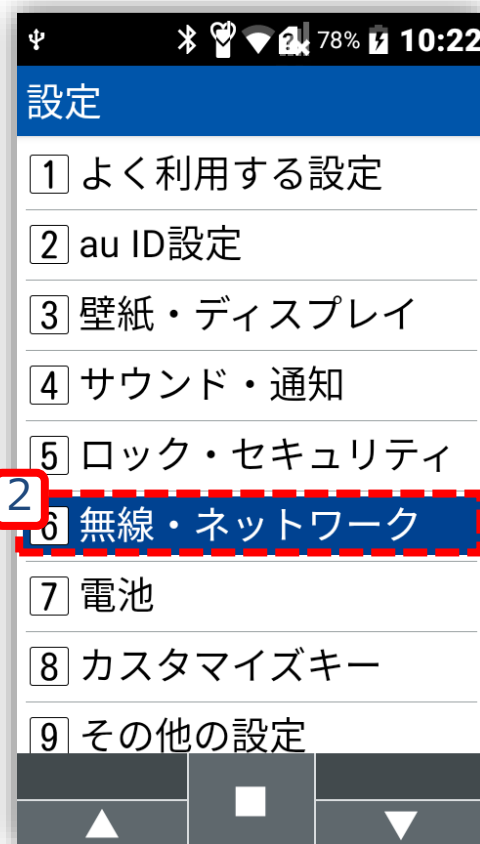 78% 10:22
設定
1 よく利用する設定
2 au ID設定
3 壁紙・ディスプレイ
4 サウンド・通知
5 ロック・セキュリティ
2
6 無線・ネットワーク
7 電池
8 カスタマイズキー
9 その他の設定